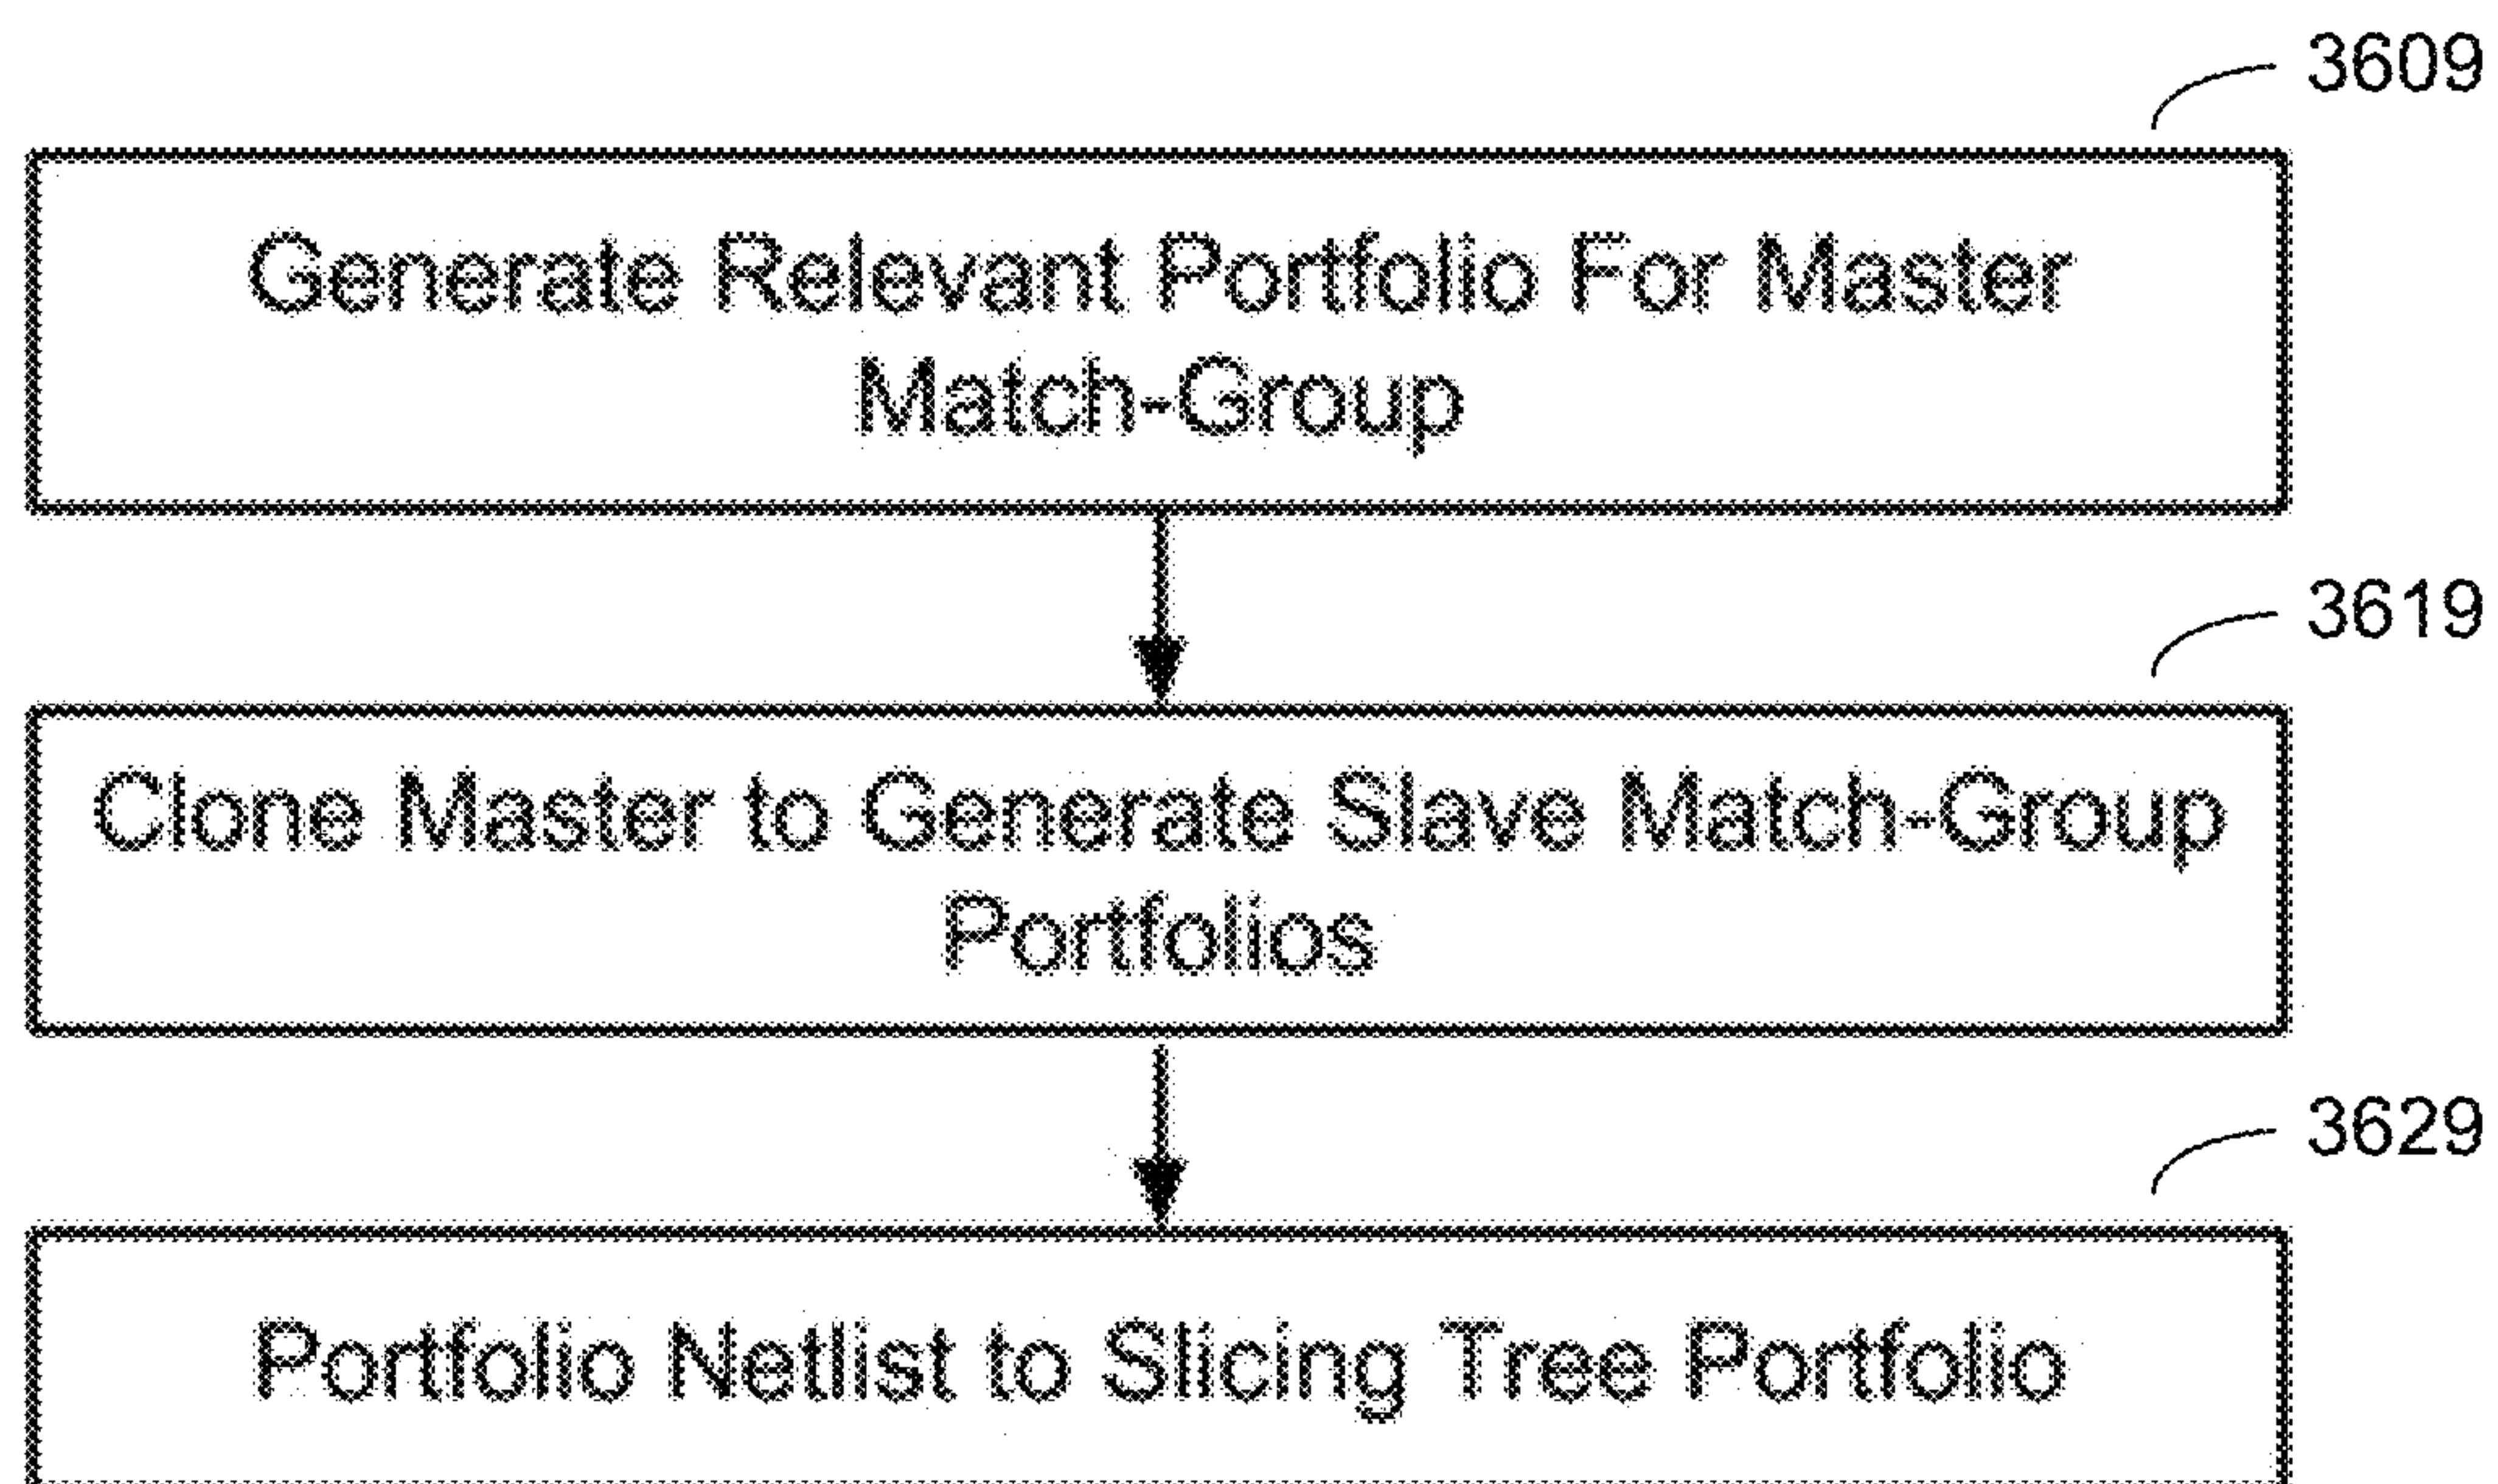 3609
Generate Relevant Portfolio For Master
Match-Group
3619
Clone Master to Generate Slave Match-Group
Portfolios
3629
Portfolio Netlist to Slicing Tree Portfolio